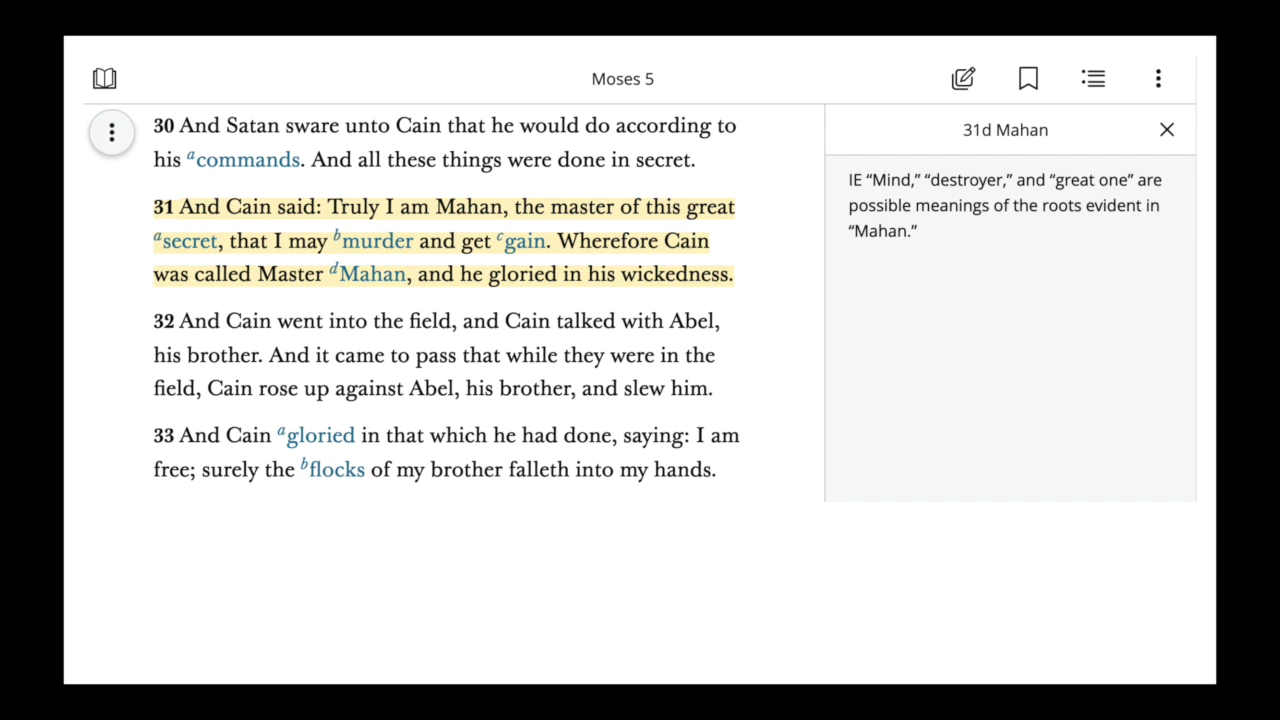 Moses 5
30 And Satan sware unto Cain that he would do according to
his ᵃcommands. And all these things were done in secret.
31 And Cain said: Truly I am Mahan, the master of this great
ᵃsecret, that I may ᵇmurder and get ᶜgain. Wherefore Cain
was called Master ᵈMahan, and he gloried in his wickedness.
32 And Cain went into the field, and Cain talked with Abel,
his brother. And it came to pass that while they were in the
field, Cain rose up against Abel, his brother, and slew him.
33 And Cain ᵃgloried in that which he had done, saying: I am
free; surely the ᵇflocks of my brother falleth into my hands.
31d Mahan
IE “Mind,” “destroyer,” and “great one” are
possible meanings of the roots evident in
“Mahan.”